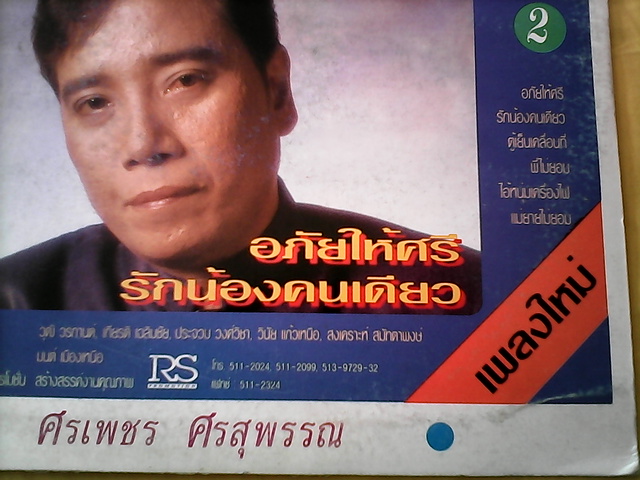 2
อภัยให้ศรี
รักน้องคนเดียว
ตู้เย็นเคลื่อนที่
พี่ไม่ยอม
ไอ้หนุ่มเครื่องไฟ
แม่ยายไม่ยอม
อภัยให้ศรี
รักน้องคนเดียว
เพลงใหม่
วุฒิ วรกานต์, เทียรติ เฉลิมชัย, ประจวบ วงศ์วิชา, วินัย แก้วเหนือ, สงเคราะห์ สมัทดาพงษ์
มนต์ เมืองเหนือ
RS
PROMOTION
โทร 511-2024, 511-2099, 513-9729-32
สร้างสรรค์งานคุณภาพ
แฟกซ์ 511-2324
ศรเพชร ศรสุพรรณ